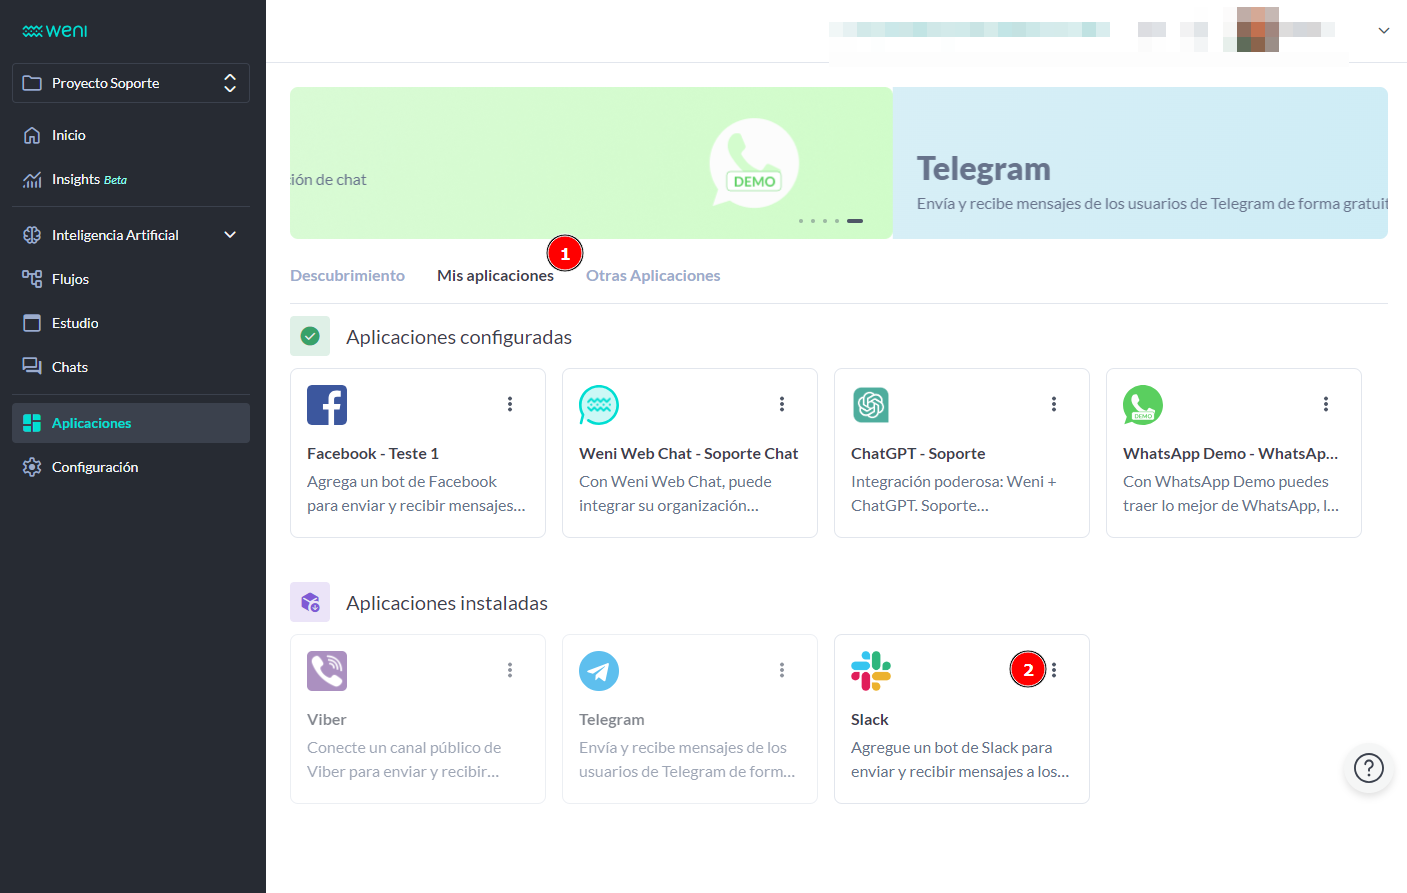 weni
Proyecto Soporte
Inicio
Insights Beta
Inteligencia Artificial
Flujos
Estudio
Chats
Aplicaciones
Configuración
ión de chat
DEMO
Telegram
Envía y recibe mensajes de los usuarios de Telegram de forma gratuit
1
Descubrimiento
Mis aplicaciones
Otras Aplicaciones
Aplicaciones configuradas
Facebook - Teste 1
Agrega un bot de Facebook
para enviar y recibir mensajes...
Weni Web Chat - Soporte Chat
Con Weni Web Chat, puede
integrar su organización...
ChatGPT - Soporte
Integración poderosa: Weni +
ChatGPT. Soporte...
DEMO
WhatsApp Demo - WhatsAp...
Con WhatsApp Demo puedes
traer lo mejor de WhatsApp, l...
Aplicaciones instaladas
Viber
Conecte un canal público de
Viber para enviar y recibir...
Telegram
Envía y recibe mensajes de los
usuarios de Telegram de form...
2
Slack
Agregue un bot de Slack para
enviar y recibir mensajes a los...
?